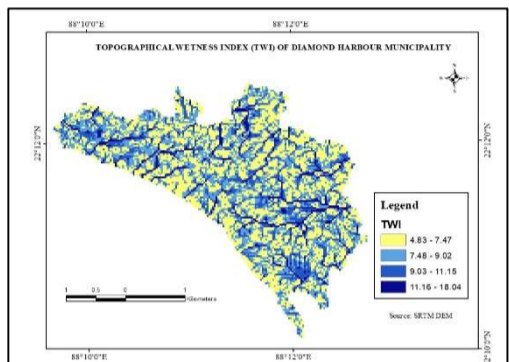 88°10'0"E 88°12'0"E
TOPOGRAPHICAL WETNESS INDEX (TWI) OF DIAMOND HARBOUR MUNICIPALITY
22°12'0"N 22°12'0"N
Legend
TWI
4.83 - 7.47
7.48 - 9.02
9.03 - 11.15
11.16 - 18.04
1 0.5 0 1
Kilometers
Source: SRTM DEM
88°10'0"E 88°12'0"E